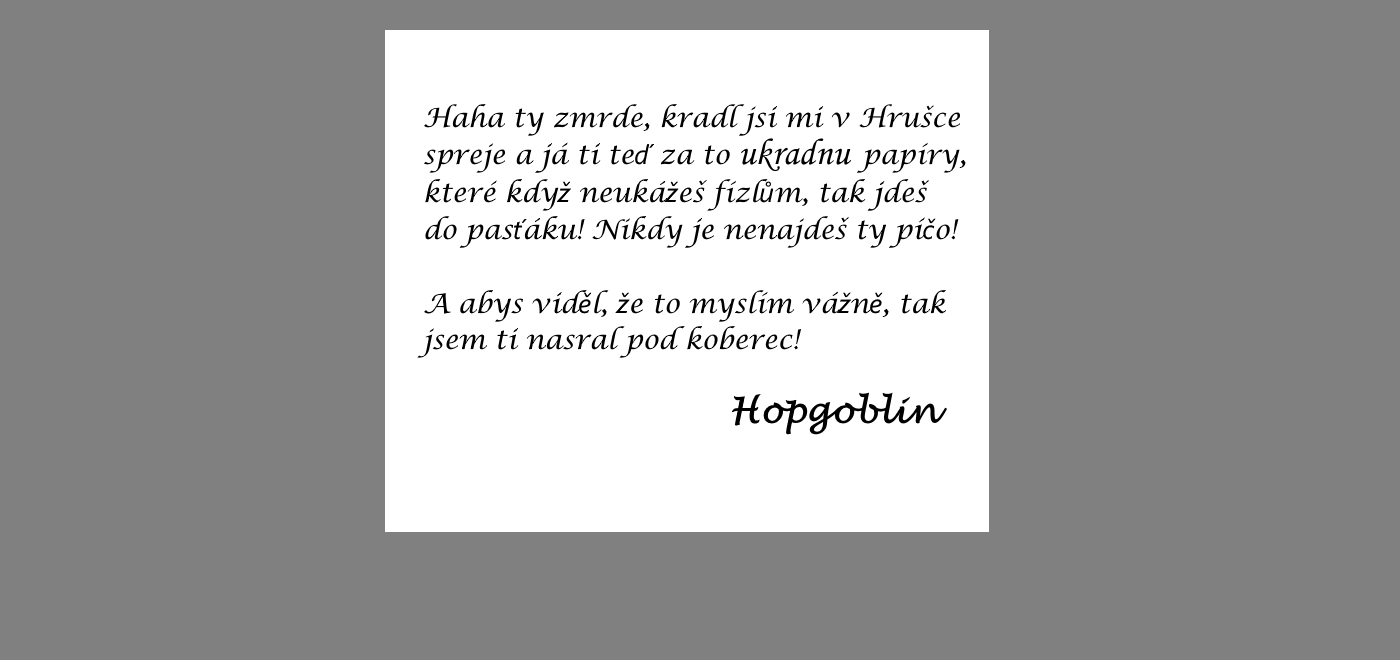 Haha ty zmrde, kradl jsi mi v Hrušce
spreje a já ti teď za to ukradnu papíry,
které když neukážeš fízlům, tak jdeš
do pasťáku! Nikdy je nenajdeš ty píčo!
A abys viděl, že to myslím vážně, tak
jsem ti nasral pod koberec!
Hopgoblin